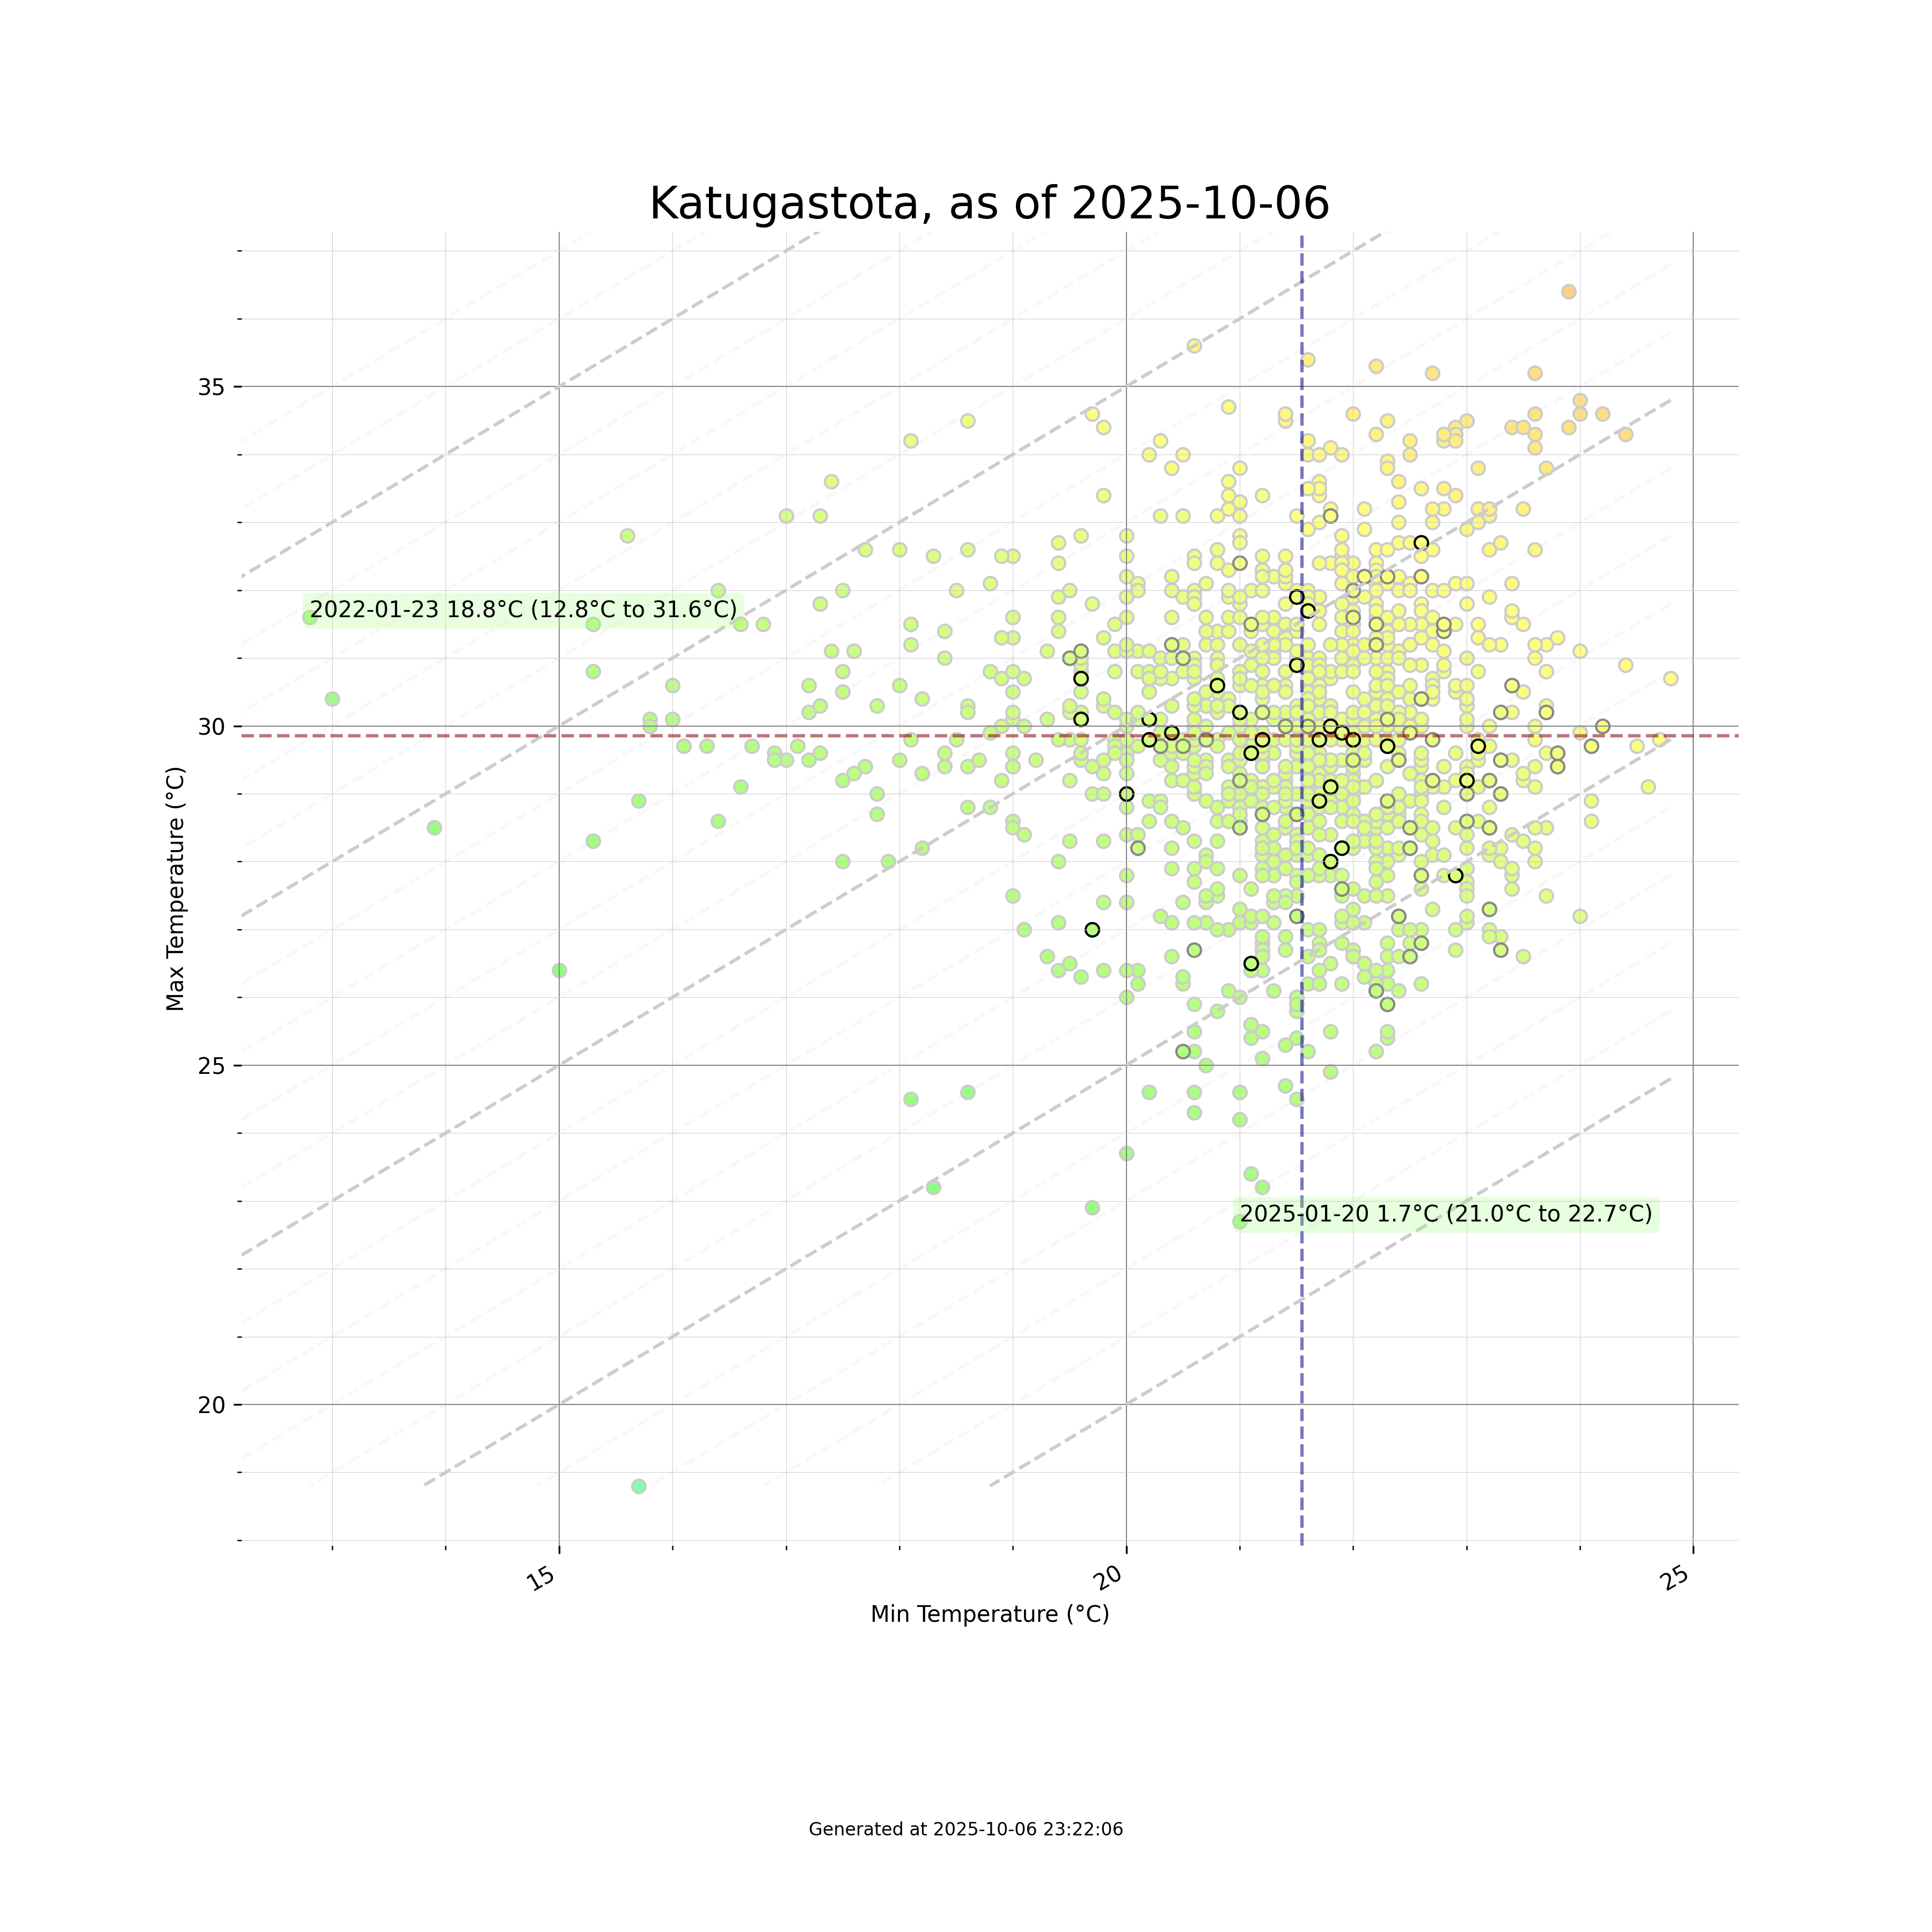 Katugastota, as of 2025-10-06
35
2022-01-23 18.8°C (12.8°C to 31.6°C)
30
Max Temperature (°C)
25
2025-01-20 1.7°C (21.0°C to 22.7°C)
20
15
20
25
Min Temperature (°C)
Generated at 2025-10-06 23:22:06